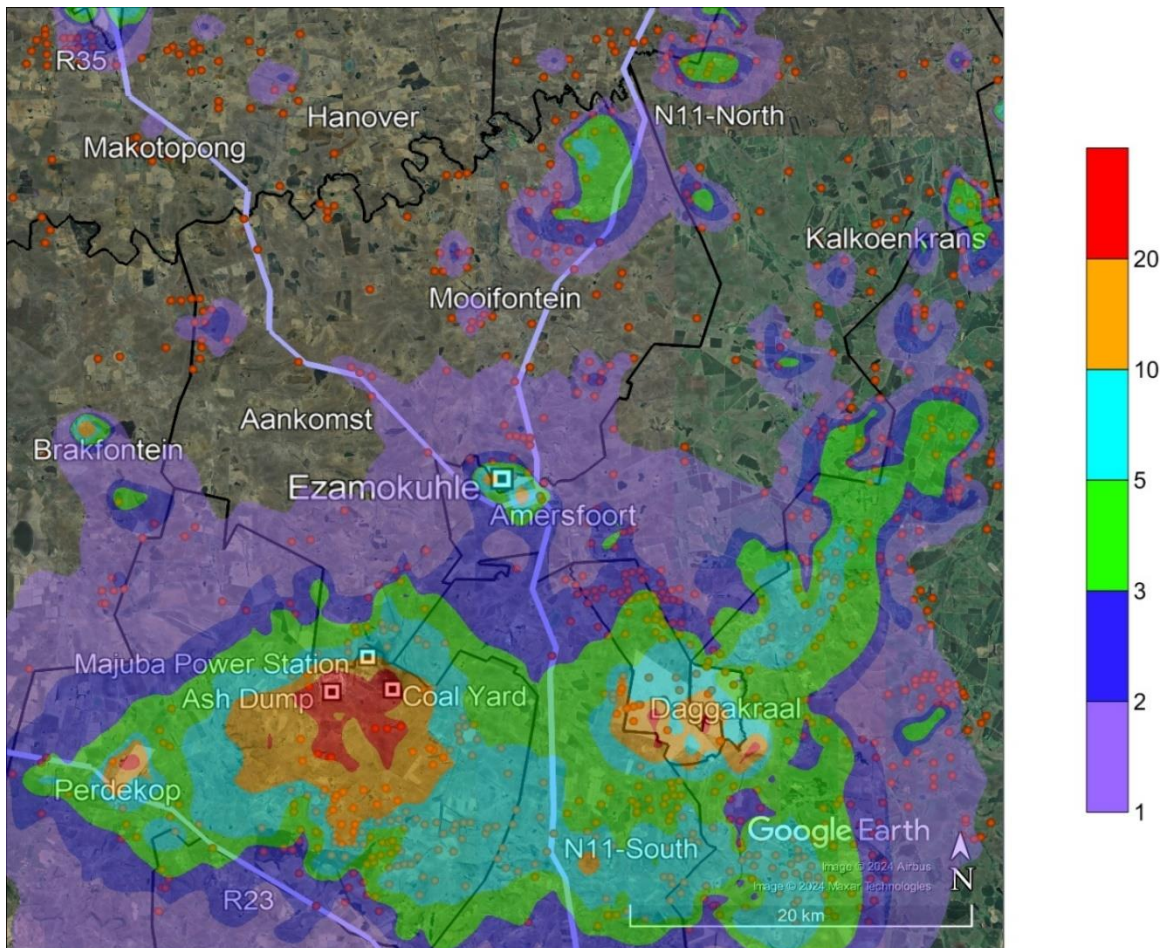 R35
Hanover
N11-North
Makotopong
20
Kalkoenkrans
Mooifontein
10
Aankomst
Brakfontein
5
Ezamokuhle
Amersfoort
3
Majuba Power Station
Ash Dump
Coal Yard
2
Daggakraal
Perdekop
1
Google Earth
N11-South
Image © 2024 Airbus
Image © 2024 Maxar Technologies
N
R23
20 km